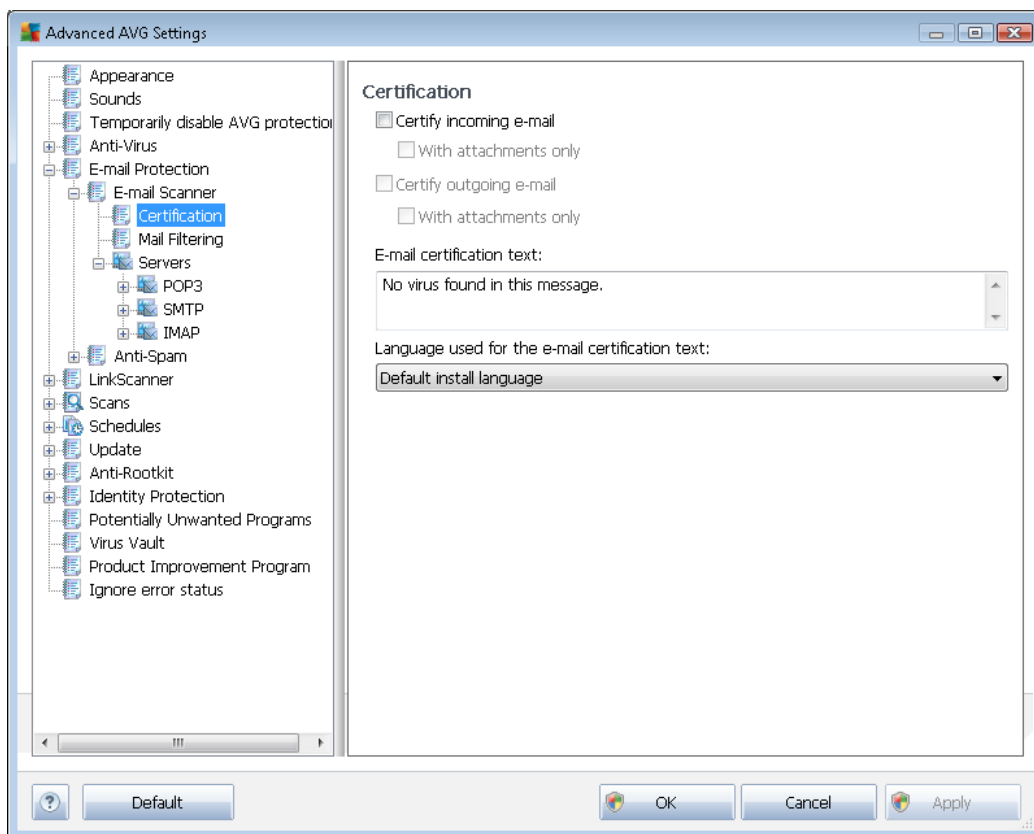 Advanced AVG Settings
Appearance
Sounds
Temporarily disable AVG protection
Anti-Virus
E-mail Protection
E-mail Scanner
Certification
Mail Filtering
Servers
POP3
SMTP
IMAP
Anti-Spam
LinkScanner
Scans
Schedules
Update
Anti-Rootkit
Identity Protection
Potentially Unwanted Programs
Virus Vault
Product Improvement Program
Ignore error status
Certification
Certify incoming e-mail
With attachments only
Certify outgoing e-mail
With attachments only
E-mail certification text:
No virus found in this message.
Language used for the e-mail certification text:
Default install language
?
Default
OK
Cancel
Apply